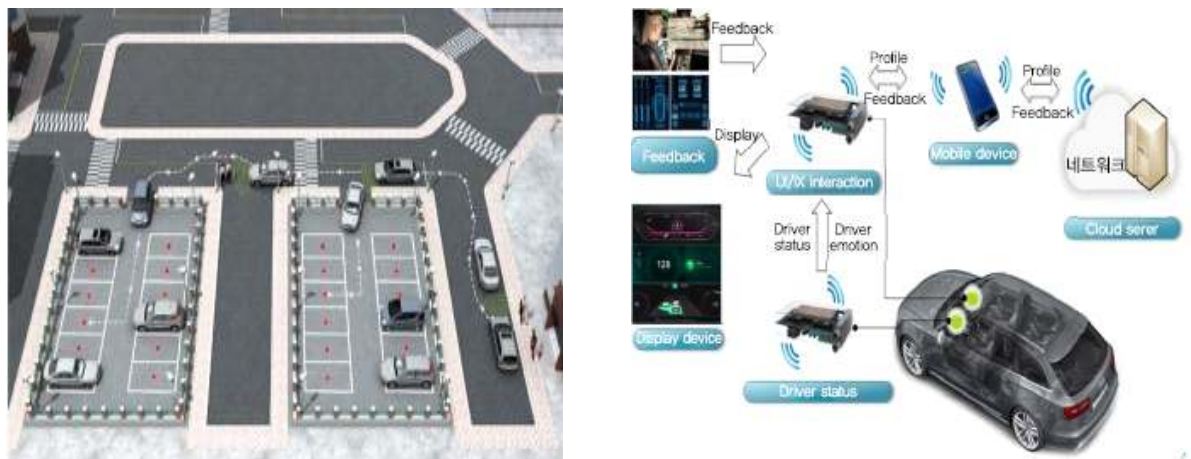 Feedback
Profile
Feedback
Profile
Feedback
Display
Feedback
Mobile device
네트워크
UI/IX interaction
Cloud serer
Driver
status
Driver
emotion
128
Display device
Driver status